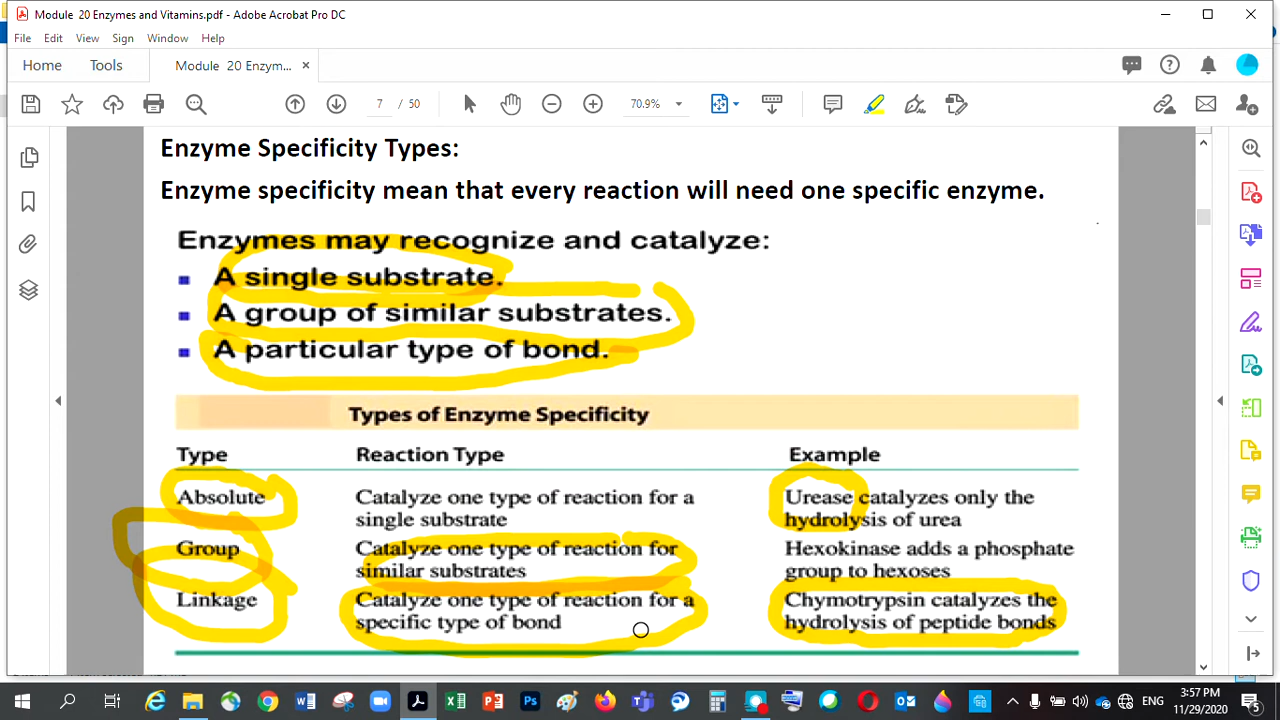 Module 20 Enzymes and Vitamins.pdf - Adobe Acrobat Pro DC
File Edit View Sign Window Help
Home Tools Module 20 Enzym... ×
7 / 50 70.9%
Enzyme Specificity Types:
Enzyme specificity mean that every reaction will need one specific enzyme.
Enzymes may recognize and catalyze:
A single substrate.
A group of similar substrates.
A particular type of bond.
Types of Enzyme Specificity
Type Reaction Type Example
Absolute Catalyze one type of reaction for a Urease catalyzes only the
single substrate hydrolysis of urea
Group Catalyze one type of reaction for Hexokinase adds a phosphate
similar substrates group to hexoses
Linkage Catalyze one type of reaction for a Chymotrypsin catalyzes the
specific type of bond hydrolysis of peptide bonds
ENG 3:57 PM
11/29/2020 5